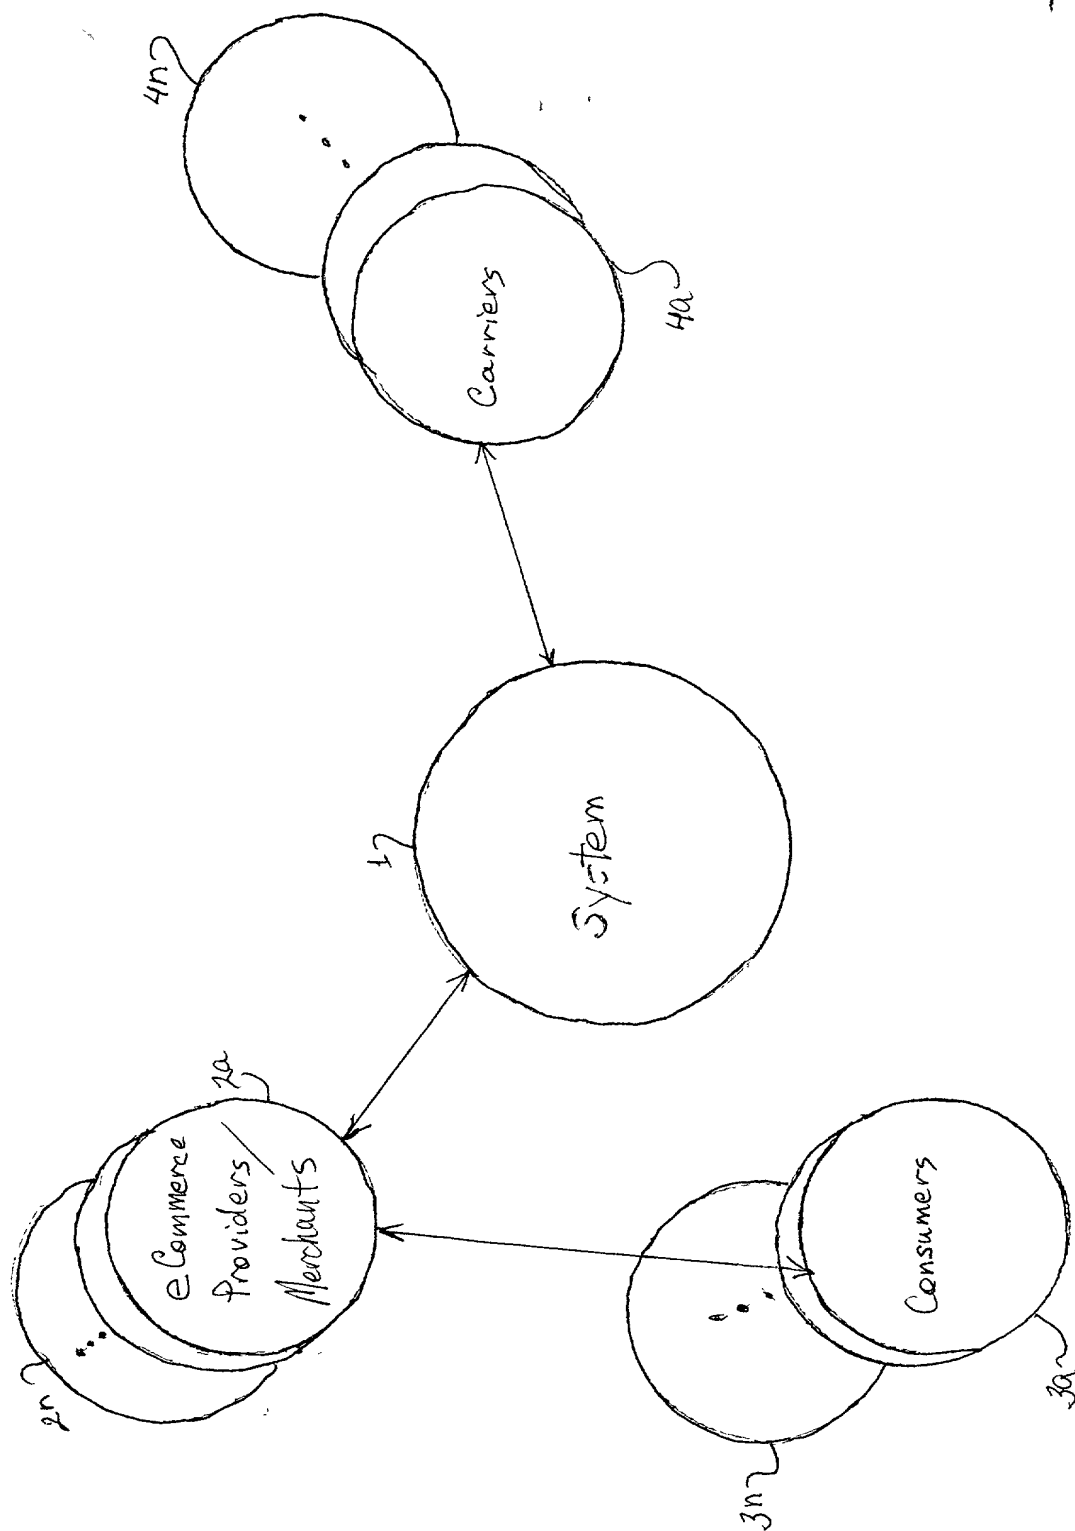 2n
2a
eCommerce
Providers/
Merchants
1
System
4n
Carriers
4a
3n
Consumers
3a